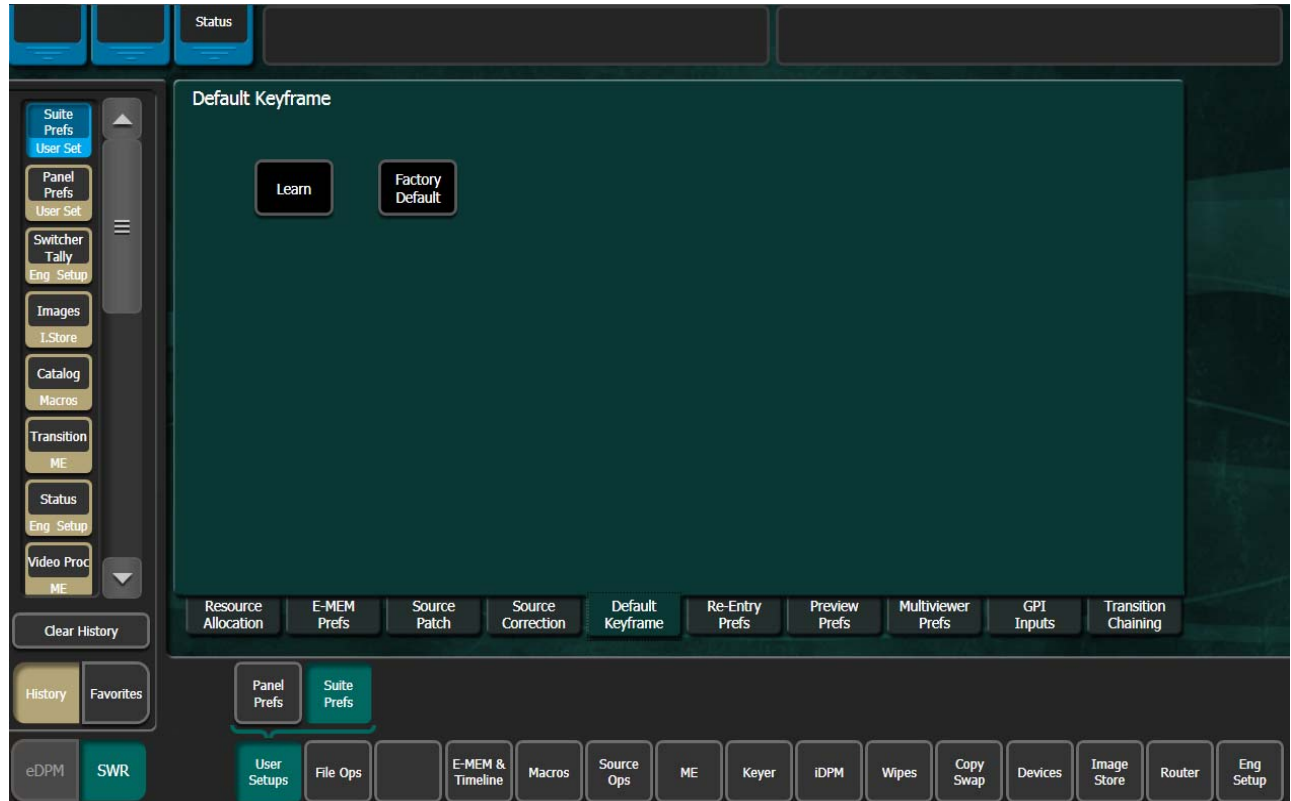 Status
Default Keyframe
Learn
Factory
Default
Suite
Prefs
User Set
Panel
Prefs
User Set
Switcher
Tally
Eng Setup
Images
I.Store
Catalog
Macros
Transition
ME
Status
Eng Setup
Video Proc
ME
Clear History
History
Favorites
eDPM
SWR
Resource
Allocation
E-MEM
Prefs
Source
Patch
Source
Correction
Default
Keyframe
Re-Entry
Prefs
Preview
Prefs
Multiviewer
Prefs
GPI
Inputs
Transition
Chaining
Panel
Prefs
Suite
Prefs
User
Setups
File Ops
E-MEM &
Timeline
Macros
Source
Ops
ME
Keyer
iDPM
Wipes
Copy
Swap
Devices
Image
Store
Router
Eng
Setup